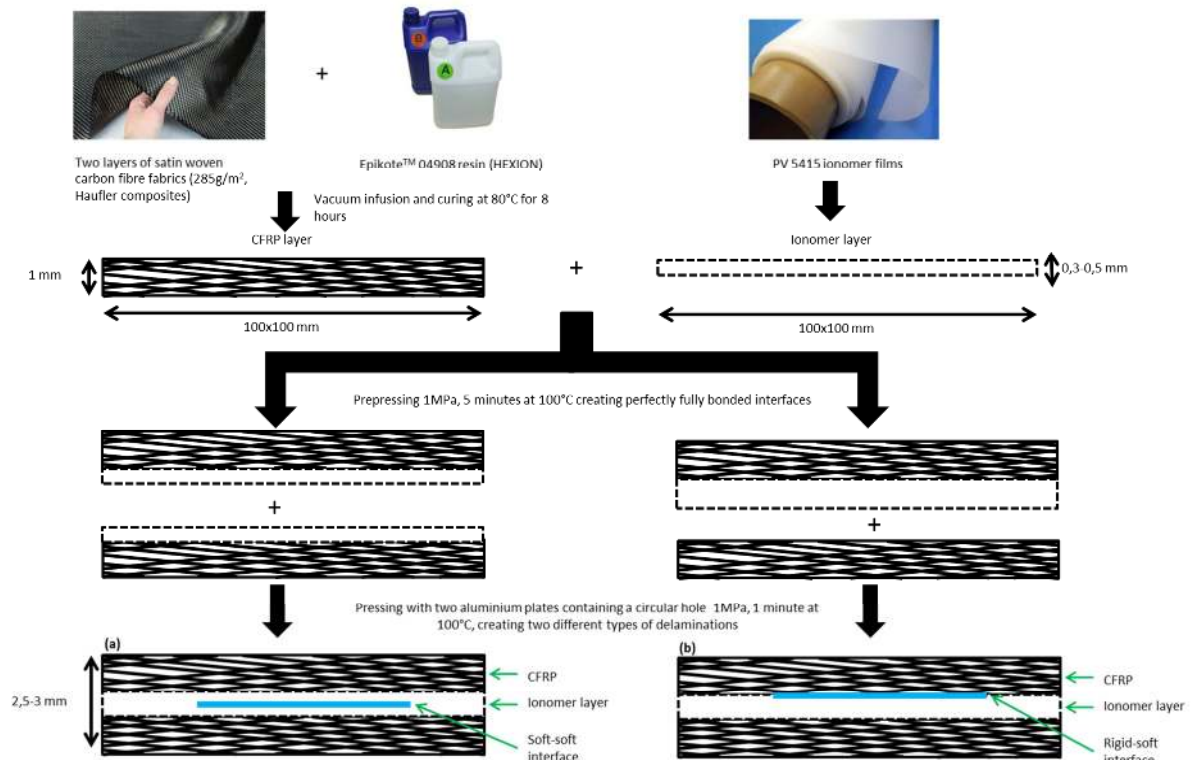 +
B
A
Two layers of satin woven
carbon fibre fabrics (285g/m²,
Haufler composites)
Epikote™ 04908 resin (HEXION)
PV 5415 ionomer films
Vacuum infusion and curing at 80°C for 8
hours
CFRP layer
Ionomer layer
1 mm
+
0,3-0,5 mm
100x100 mm
100x100 mm
Prepressing 1MPa, 5 minutes at 100°C creating perfectly fully bonded interfaces
+
+
Pressing with two aluminium plates containing a circular hole 1MPa, 1 minute at
100°C, creating two different types of delaminations
(a)
(b)
2,5-3 mm
CFRP
Ionomer layer
Soft-soft
interface
CFRP
Ionomer layer
Rigid-soft
interface